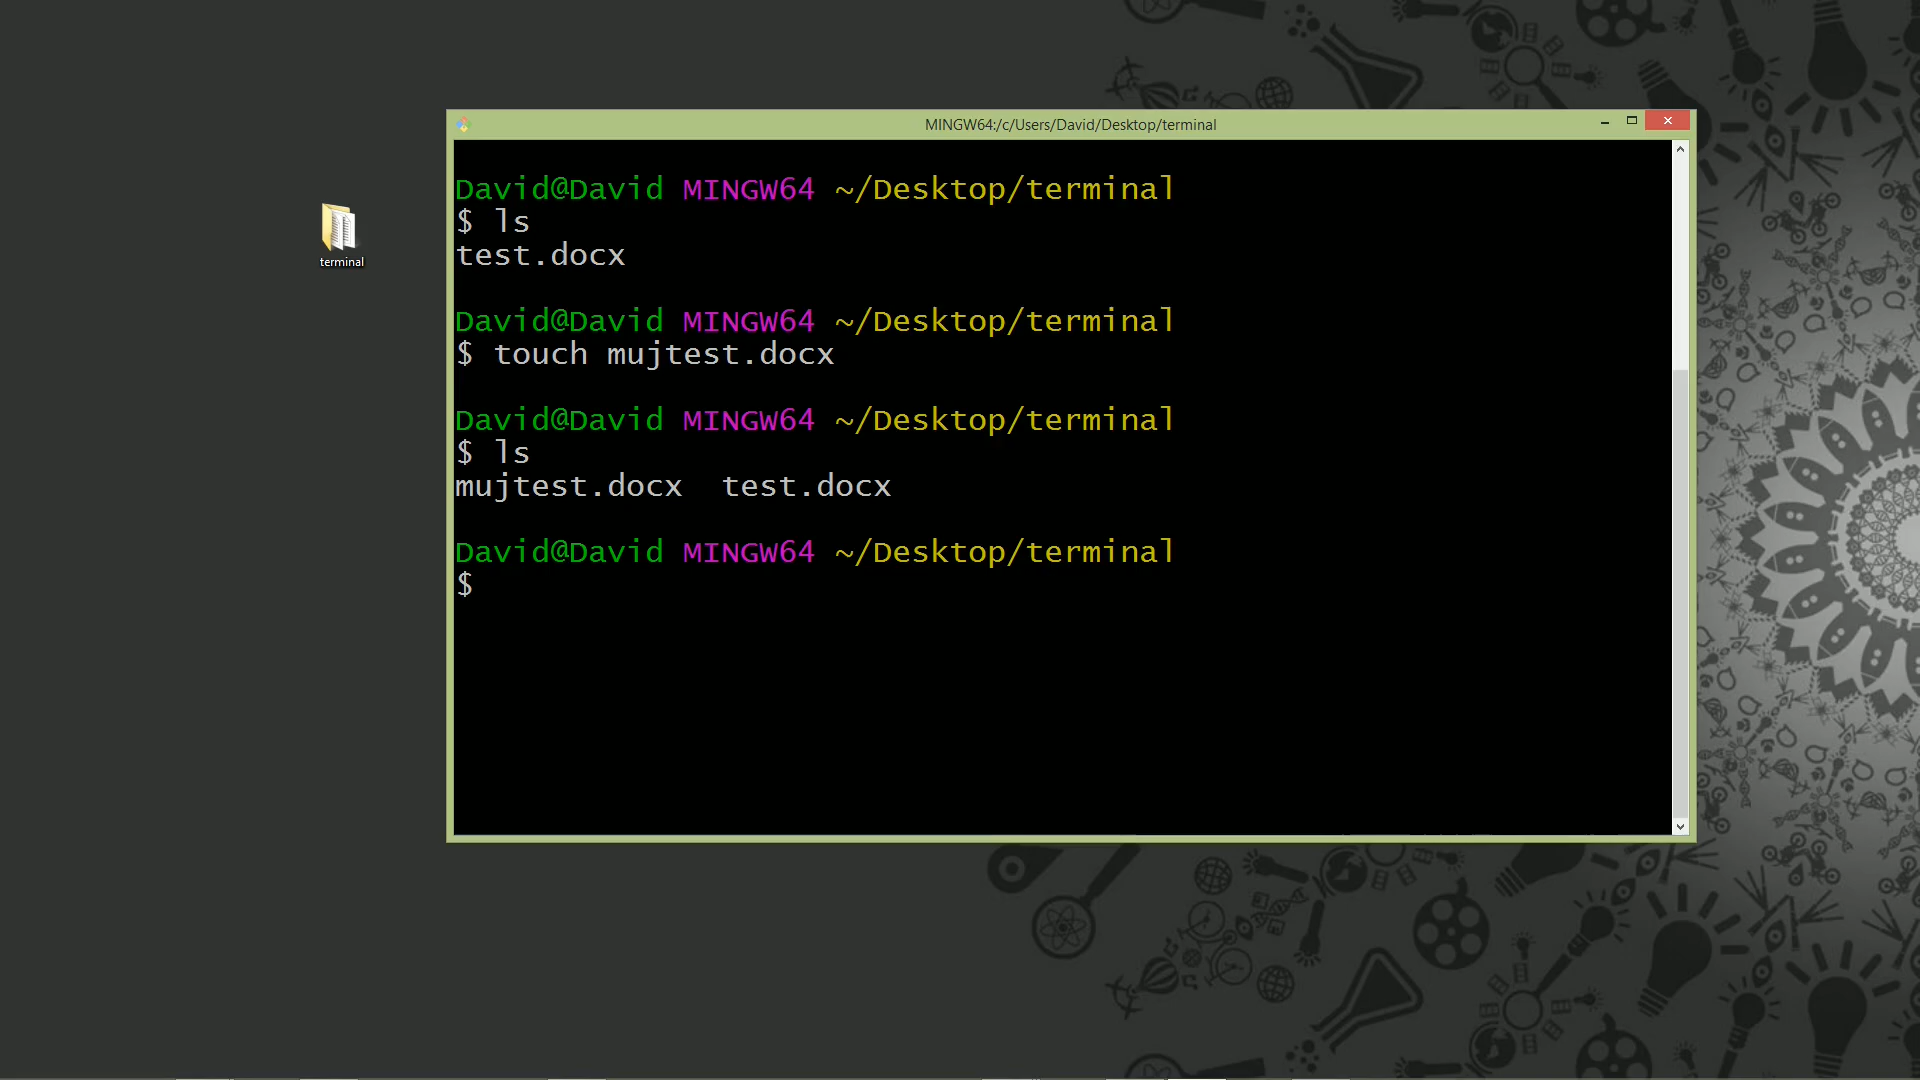 MINGW64:/c/Users/David/Desktop/terminal
David@David MINGW64 ~/Desktop/terminal
$ ls
test.docx
David@David MINGW64 ~/Desktop/terminal
$ touch mujtest.docx
David@David MINGW64 ~/Desktop/terminal
$ ls
mujtest.docx  test.docx
David@David MINGW64 ~/Desktop/terminal
$
terminal